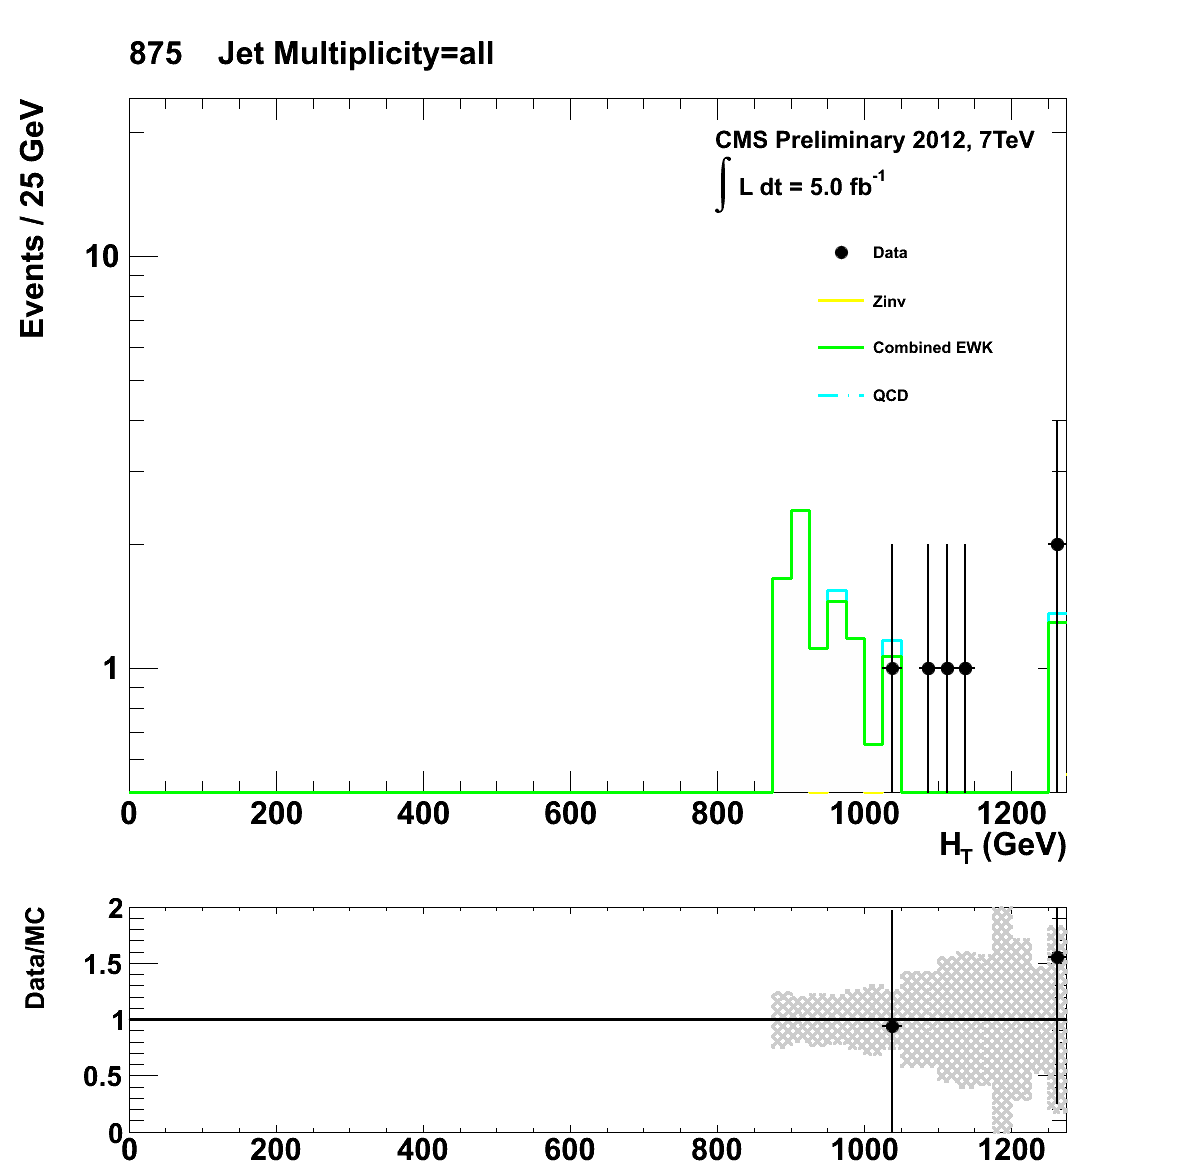 875 Jet Multiplicity=all
Events / 25 GeV
CMS Preliminary 2012, 7TeV
∫ L dt = 5.0 fb⁻¹
Data
Zinv
Combined EWK
QCD
10
1
0 200 400 600 800 1000 1200
H_T (GeV)
Data/MC
2
1.5
1
0.5
0
0 200 400 600 800 1000 1200